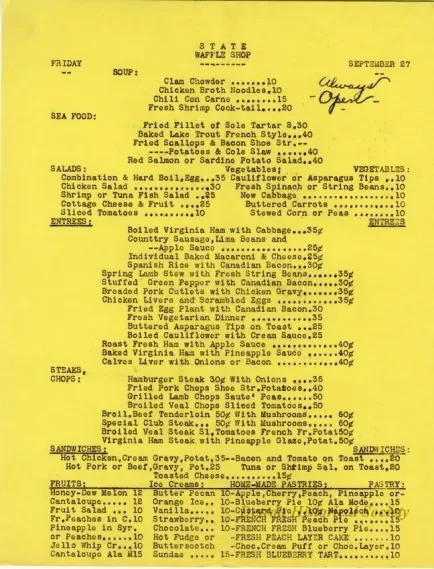 STATE
WAFFLE SHOP
FRIDAY SEPTEMBER 27
Always Open
SOUP:
Clam Chowder .......10
Chicken Broth Noodles.10
Chili Con Carne ........15
Fresh Shrimp Cock-tail....20
SEA FOOD:
Fried Fillet of Sole Tartar S.30
Baked Lake Trout French Style...40
Fried Scallops & Bacon Shoe Str.--
----Potatoes & Cole Slaw ......40
Red Salmon or Sardine Potato Salad..40
SALADS: Vegetables; VEGETABLES:
Combination & Hard Boil,Egg...35 Cauliflower or Asparagus Tips ..10
Chicken Salad ...........30 Fresh Spinach or String Beans..10
Shrimp or Tuna Fish Salad ..25 New Cabbage ...............10
Cottage Cheese & Fruit ....25 Buttered Carrots ...........10
Sliced Tomatoes ..........10 Stewed Corn or Peas .......10
ENTREES: ENTREES
Boiled Virginia Ham with Cabbage...35¢
Counttry Sausage,Lima Beans and
--Apple Sauce ..............25¢
Individual Baked Macaroni & Cheese.25¢
Spanish Rice with Canadian Bacon...30¢
Spring Lamb Stew with Fresh String Beans.....35¢
Stuffed Green Pepper with Canadian Bacon.....30¢
Breaded Pork Cutlets with Chicken Gravy......35¢
Chicken Livers and Scrambled Eggs ...........35¢
Fried Egg Plant with Canadian Bacon.30
Fresh Vegetarian Dinner ...........35
Buttered Asparagus Tips on Toast ...25
Boiled Cauliflower with Cream Sauce.25
Roast Fresh Ham with Apple Sauce ...........40¢
Baked Virginia Ham with Pineapple Sauce ......40¢
Calves Liver with Onions or Bacon ...........40¢
STEAKS,
CHOPS:
Hamburger Steak 30¢ With Onions ....35
Fried Pork Chops Shoe Str.Potatoes..40
Grilled Lamb Chops Saute' Peas......50
Broiled Veal Chops Sliced Tomatoes..50
Broil,Beef Tenderloin 50¢ With Mushrooms..... 60¢
Special Club Steak... 50¢ With Mushrooms..... 60¢
Broiled Veal Steak Sl,Tomatoes French Fr,Potat50¢
Virginia Ham Steak with Pineapple Glaze,Potat.50¢
SANDWICHES: SANDWICHES:
Hot Chicken,Cream Gravy,Potat,35--Bacon and Tomato on Toast ....20
Hot Pork or Beef,Gravy, Pot.25 Tuna or Shrimp Sal, on Toast,20
Toasted Cheese..........15¢
FRUITS: Ice Creams: HOME-MADE PASTRIES: PASTRY:
Honey-Dew Melon 12 Butter Pecan 10-Apple,Cherry,Peach, Pineapple or-
Cantaloup..... 12 Orange Ice.. 10-Blueberry Pie 10¢ Ala Mode....15
Fruit Salad ... 10 Vanilla..... 10- Pie...10¢ Napoleon
Fr,Peaches in C.10 Strawberry.. 10-FRENCH FRESH Peach Pie .......15
Pineapple in Syr. Chocolate... 10-FRENCH FRESH Blueberry Pie....15
or Peaches.....10 Hot Fudge or -FRESH PEACH LAYER CAKE .......10
Jello Whip Cr...10 Butterscotch -Choc.Cream Puff or Choc.Layer.10
Cantaloup Ala M15 Sundae ..... 15-FRESH BLUEBERRY TART..........10